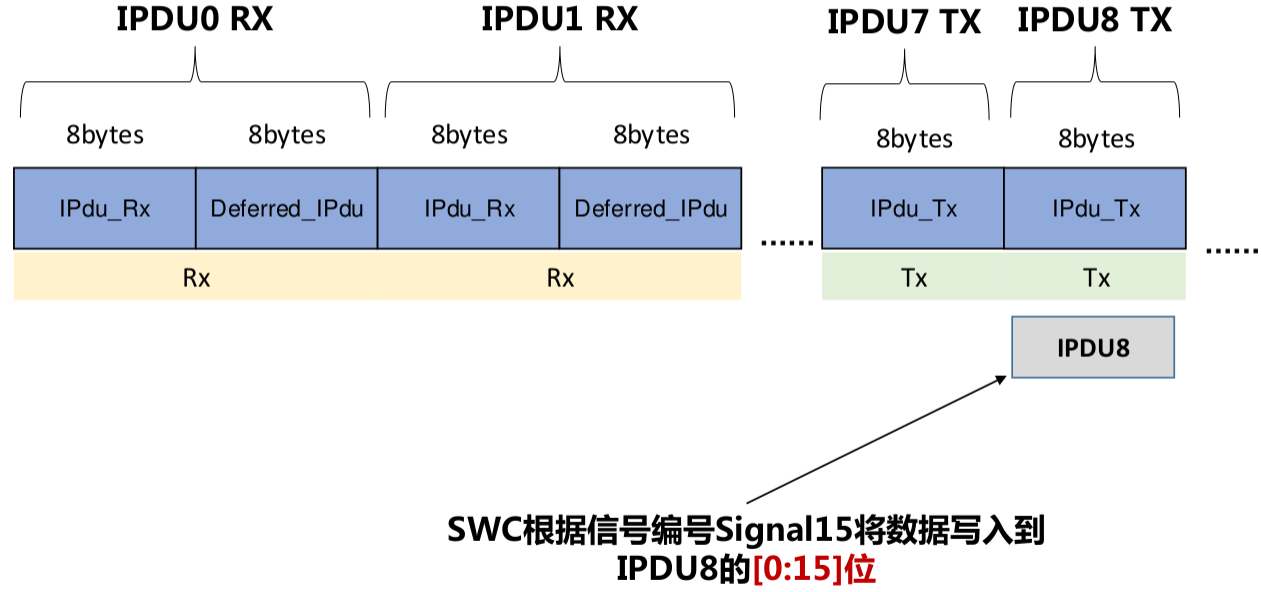 IPDU0 RX IPDU1 RX IPDU7 TX IPDU8 TX
8bytes 8bytes 8bytes 8bytes 8bytes 8bytes
IPdu_Rx Deferred_IPdu IPdu_Rx Deferred_IPdu ...... IPdu_Tx IPdu_Tx ......
Rx Rx Tx Tx
IPDU8
SWC根据信号编号Signal15将数据写入到
IPDU8的[0:15]位